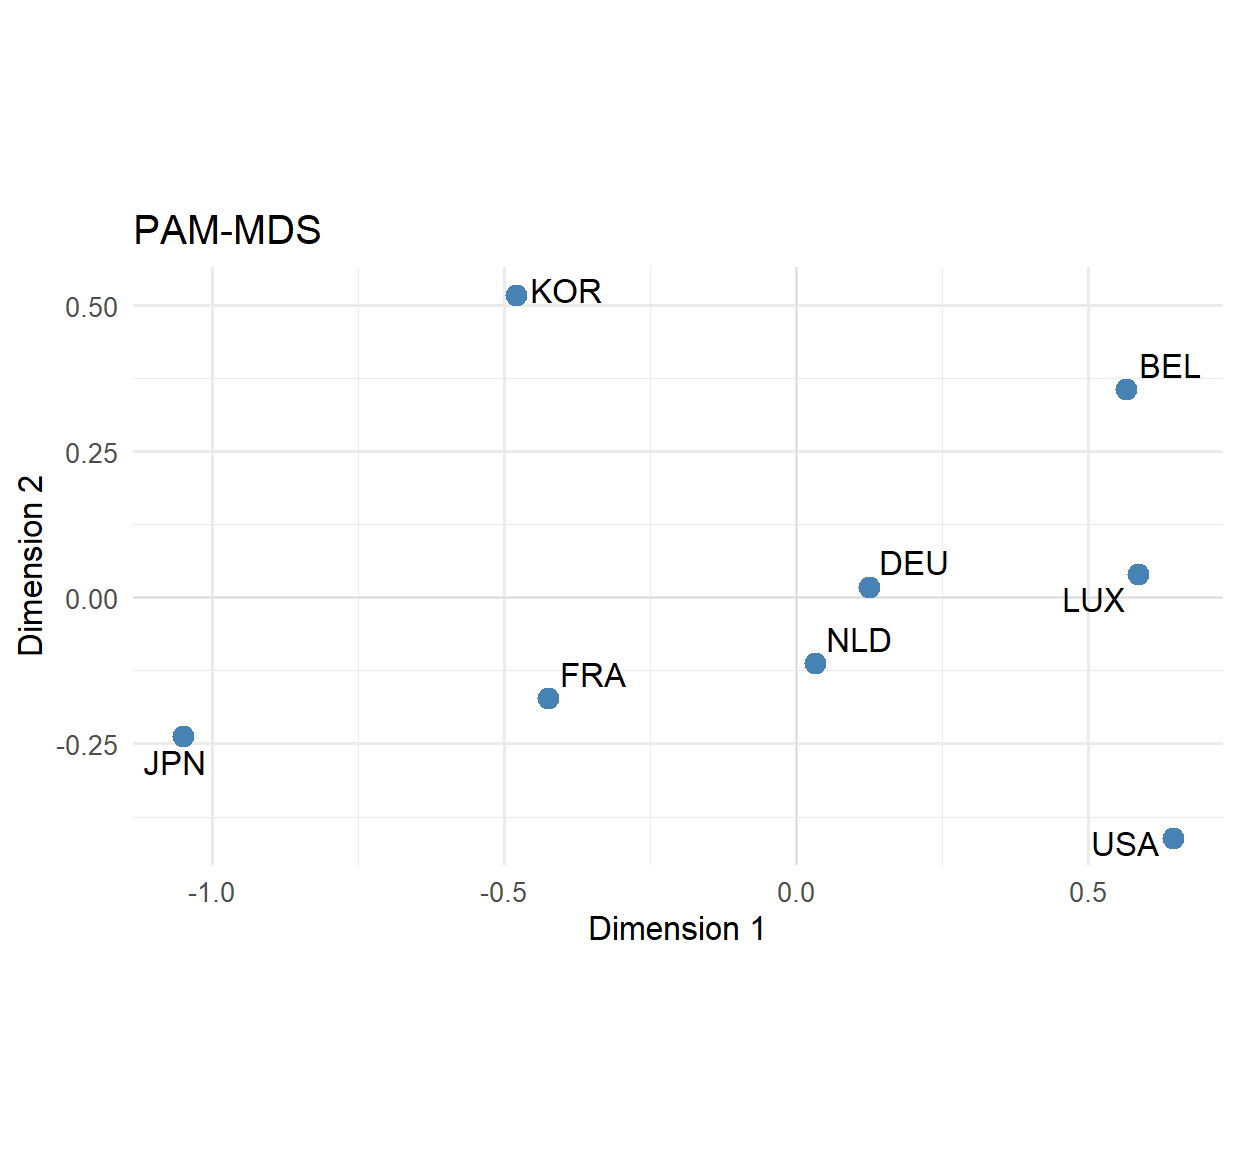 PAM-MDS
KOR
BEL
DEU
LUX
NLD
FRA
JPN
USA
0.50
0.25
0.00
-0.25
Dimension 2
-1.0
-0.5
0.0
0.5
Dimension 1